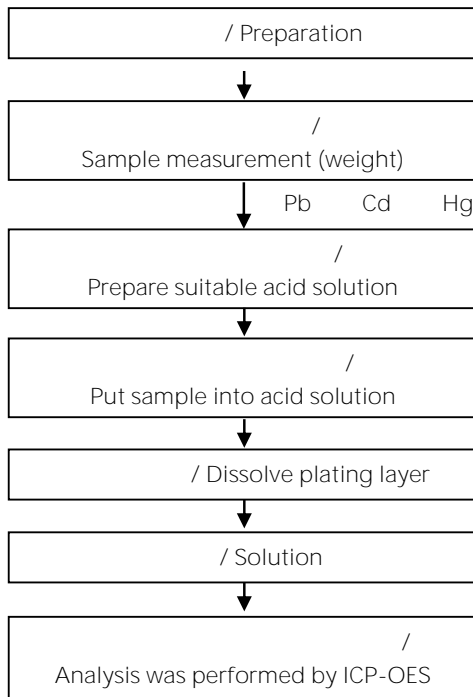 / Preparation
/
Sample measurement (weight)
Pb Cd Hg
/
Prepare suitable acid solution
/
Put sample into acid solution
/ Dissolve plating layer
/ Solution
/
Analysis was performed by ICP-OES